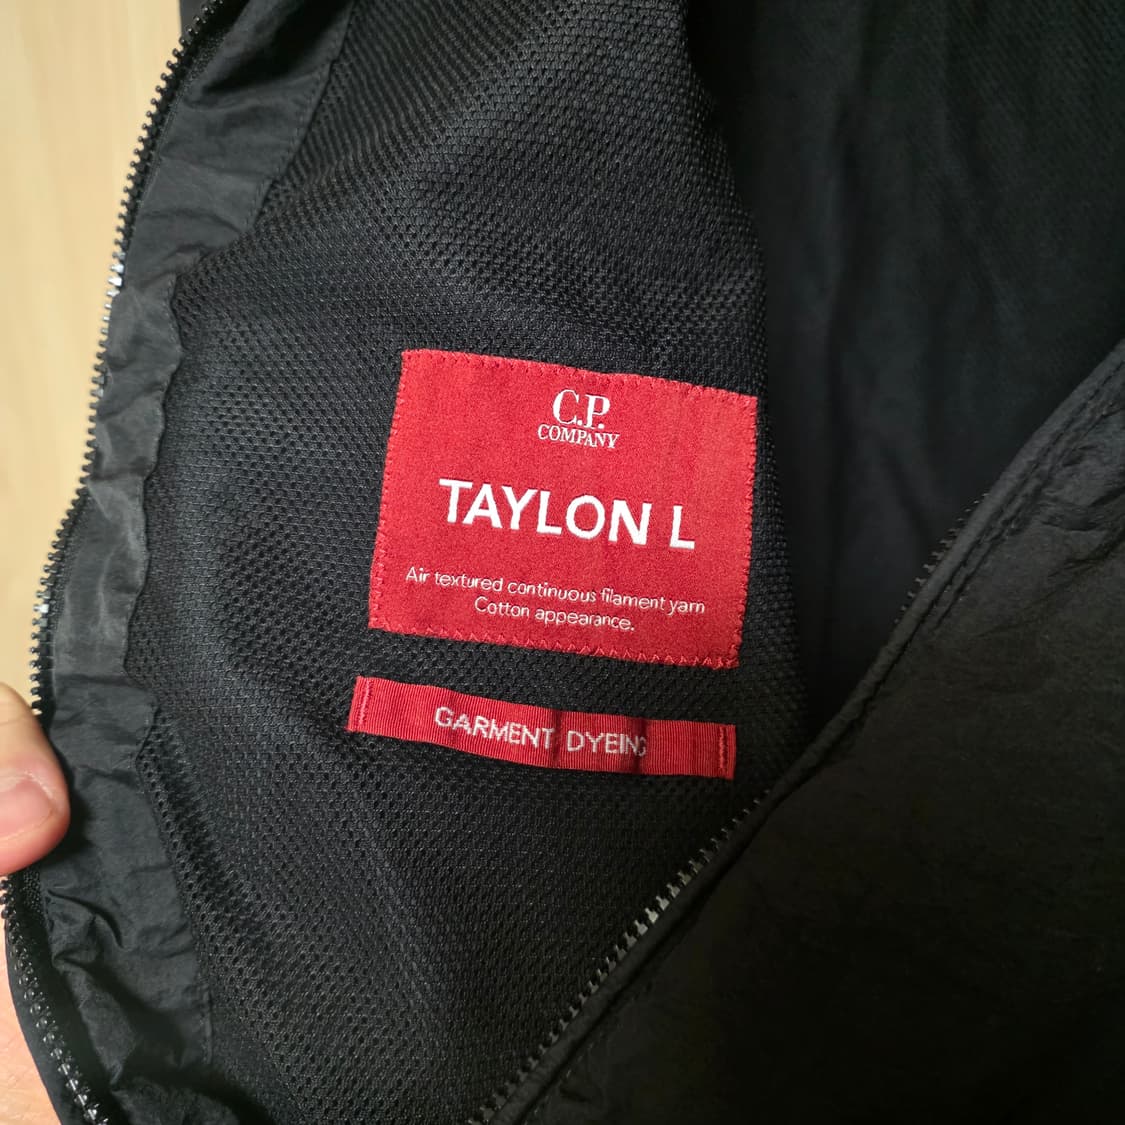 C.P.
COMPANY
TAYLON L
Air textured continuous filament yarn
Cotton appearance.
GARMENT DYEING